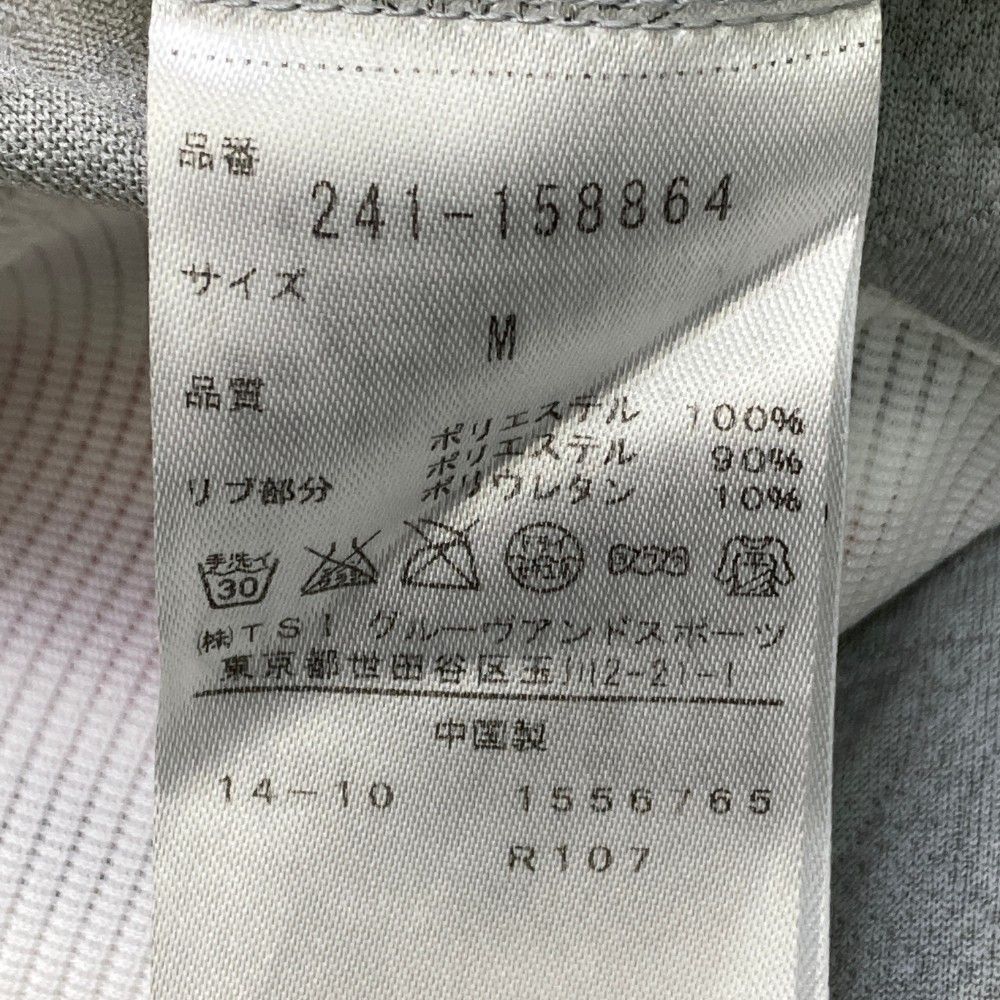 品番
241-158864
サイズ
M
品質
ポリエステル 100%
ポリエステル 90%
リブ部分 ポリウレタン 10%
手洗イ
30
(株)TSI グルーヴアンドスポーツ
東京都世田谷区玉川2-21-1
中国製
14-10 1556765
R107